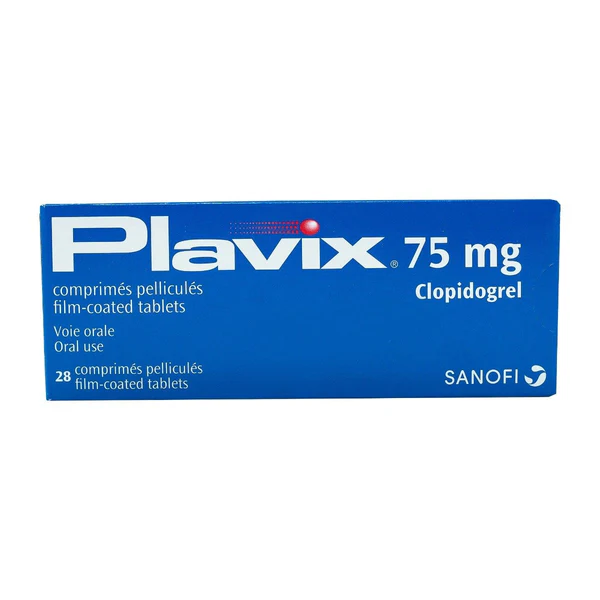 Plavix® 75 mg
Clopidogrel
comprimés pelliculés
film-coated tablets
Voie orale
Oral use
28 comprimés pelliculés
film-coated tablets
SANOFI